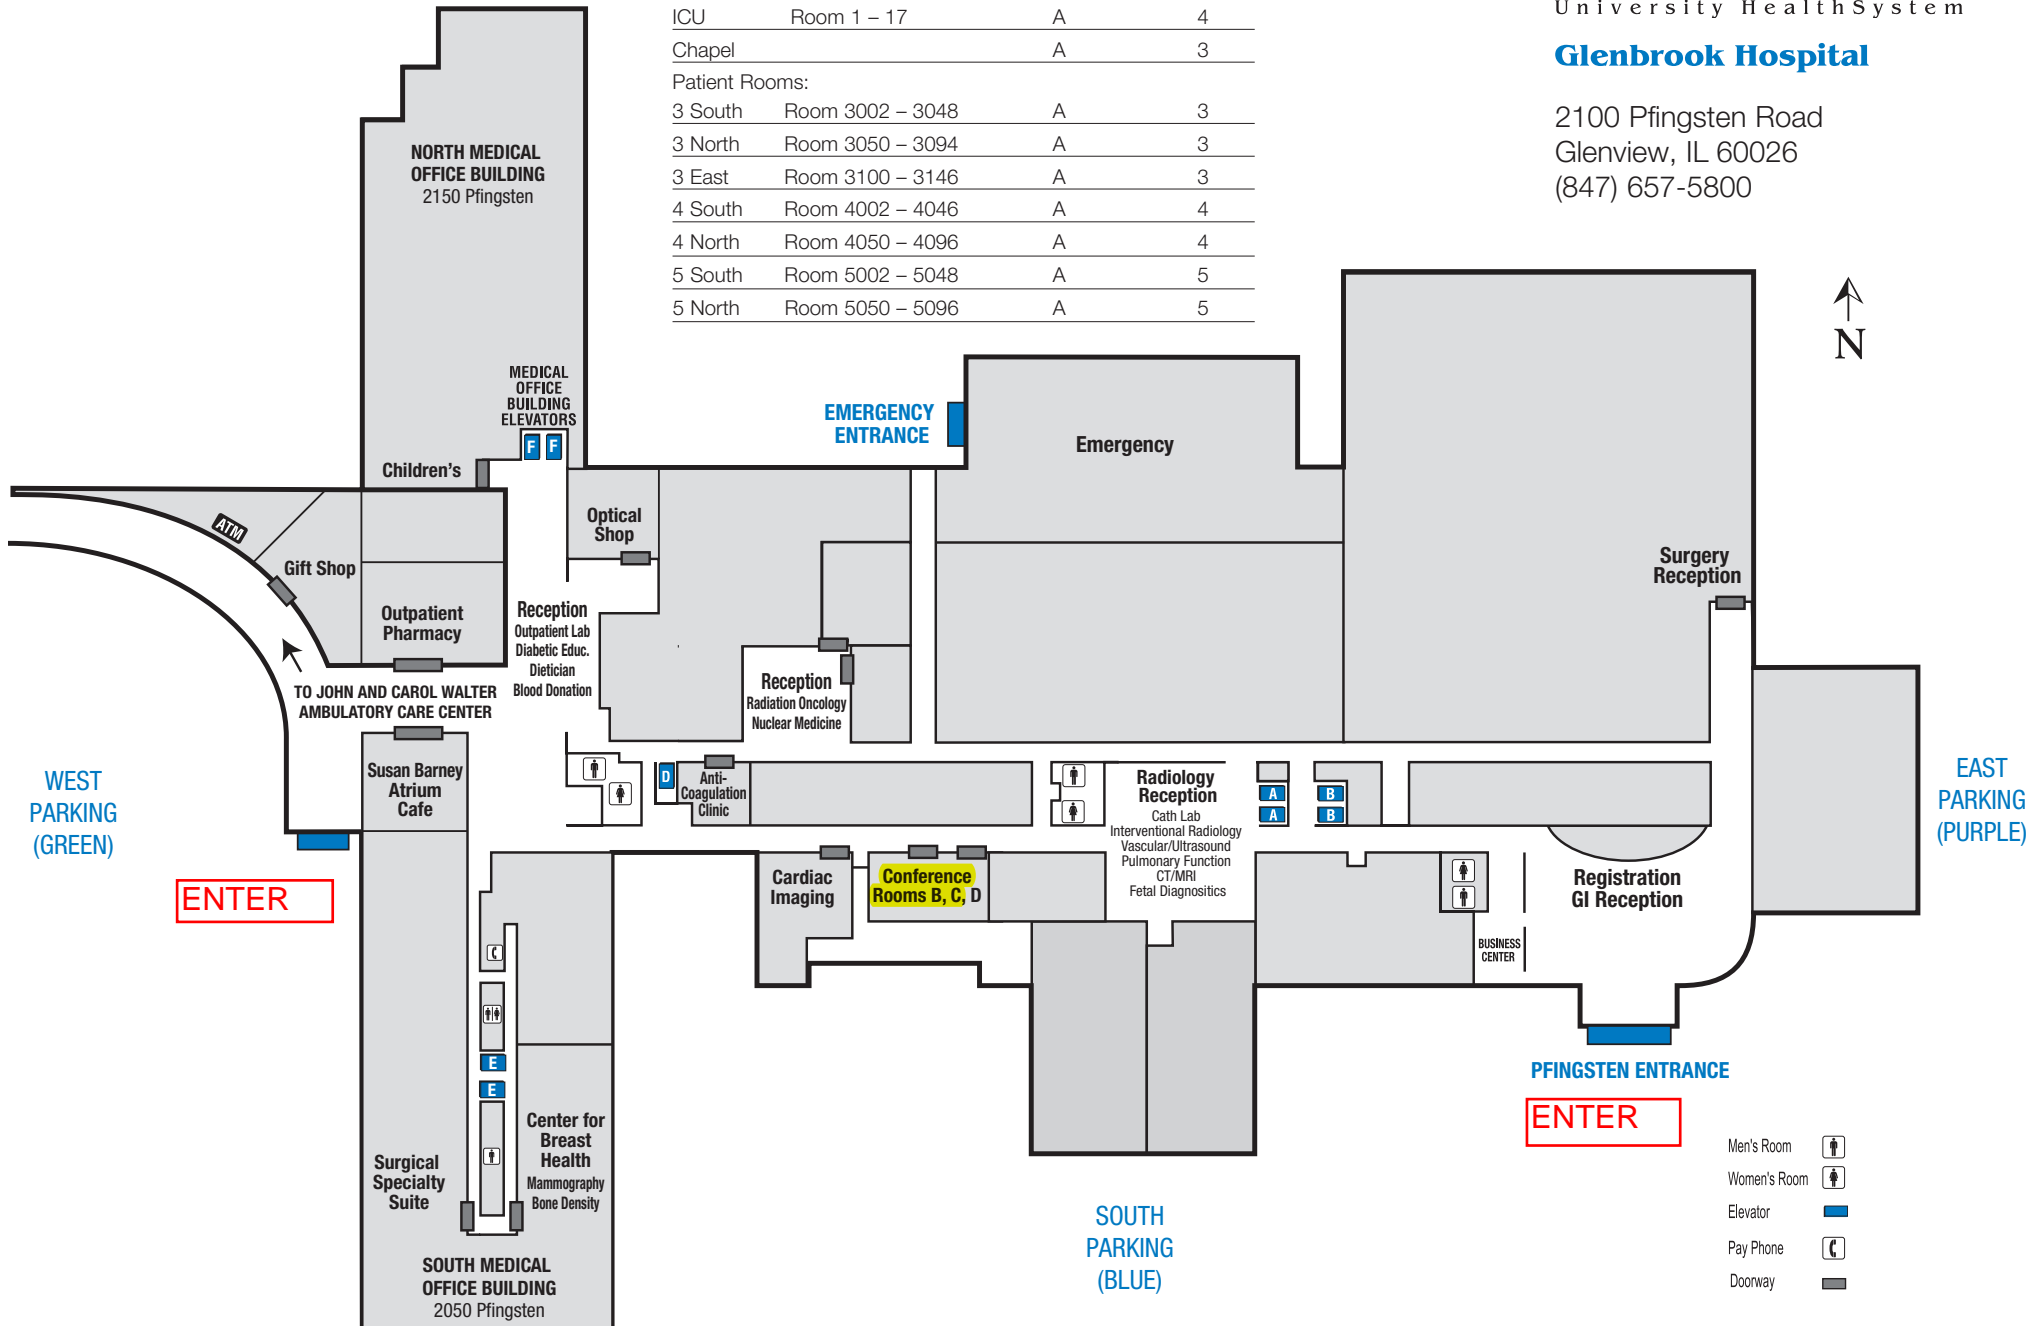 ICU Room 1 – 17 A 4
Chapel A 3
Patient Rooms:
3 South Room 3002 – 3048 A 3
3 North Room 3050 – 3094 A 3
3 East Room 3100 – 3146 A 3
4 South Room 4002 – 4046 A 4
4 North Room 4050 – 4096 A 4
5 South Room 5002 – 5048 A 5
5 North Room 5050 – 5096 A 5
University HealthSystem
Glenbrook Hospital
2100 Pfingsten Road
Glenview, IL 60026
(847) 657-5800
N
NORTH MEDICAL
OFFICE BUILDING
2150 Pfingsten
MEDICAL
OFFICE
BUILDING
ELEVATORS
F F
Children's
EMERGENCY
ENTRANCE
Emergency
Optical
Shop
ATM
Gift Shop
Outpatient
Pharmacy
Reception
Outpatient Lab
Diabetic Educ.
Dietician
Blood Donation
Surgery
Reception
TO JOHN AND CAROL WALTER
AMBULATORY CARE CENTER
Reception
Radiation Oncology
Nuclear Medicine
WEST
PARKING
(GREEN)
Susan Barney
Atrium
Cafe
D
Anti-
Coagulation
Clinic
Radiology
Reception
Cath Lab
Interventional Radiology
Vascular/Ultrasound
Pulmonary Function
CT/MRI
Fetal Diagnositics
A
A
B
B
EAST
PARKING
(PURPLE)
ENTER
Cardiac
Imaging
Conference
Rooms B, C, D
Registration
GI Reception
BUSINESS
CENTER
E
E
Center for
Breast
Health
Mammography
Bone Density
Surgical
Specialty
Suite
SOUTH MEDICAL
OFFICE BUILDING
2050 Pfingsten
PFINGSTEN ENTRANCE
ENTER
SOUTH
PARKING
(BLUE)
Men's Room
Women's Room
Elevator
Pay Phone
Doorway